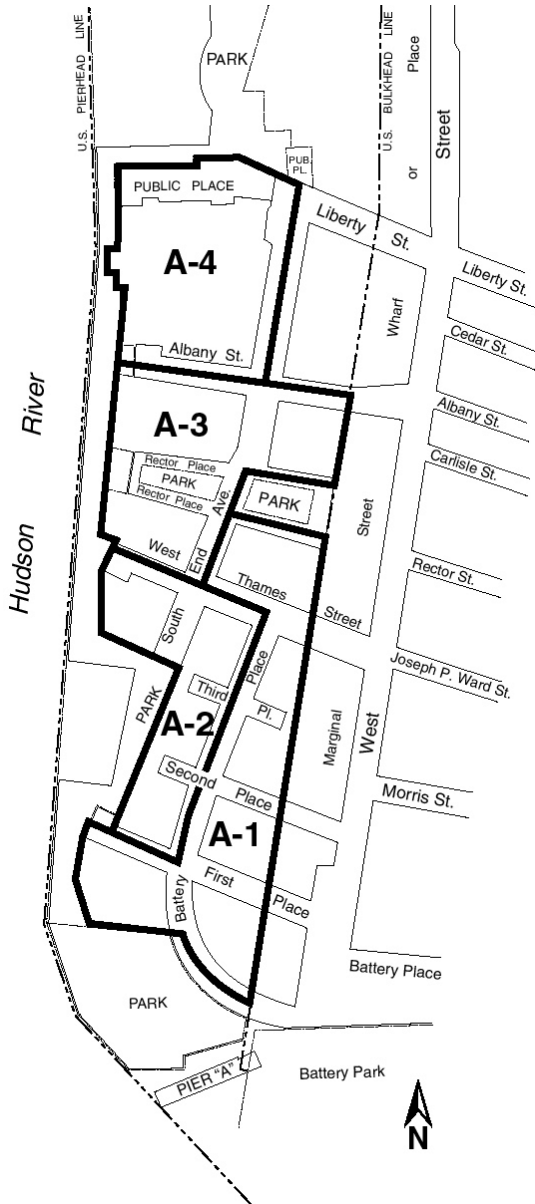 U.S. PIERHEAD LINE
PARK
U.S. BULKHEAD LINE
Place
or
Street
PUB.
PL.
PUBLIC PLACE
Liberty
St.
A-4
Liberty St.
Wharf
Cedar St.
Albany St.
Albany St.
A-3
Carlisle St.
River
Rector Place
PARK
Rector Place
Ave.
PARK
Street
Hudson
West
End
Rector St.
Thames
Street
South
Place
Joseph P. Ward St.
Third
Pl.
PARK
A-2
Marginal
West
Second
Place
Morris St.
A-1
First
Place
Battery
Battery Place
PARK
PIER "A"
Battery Park
N